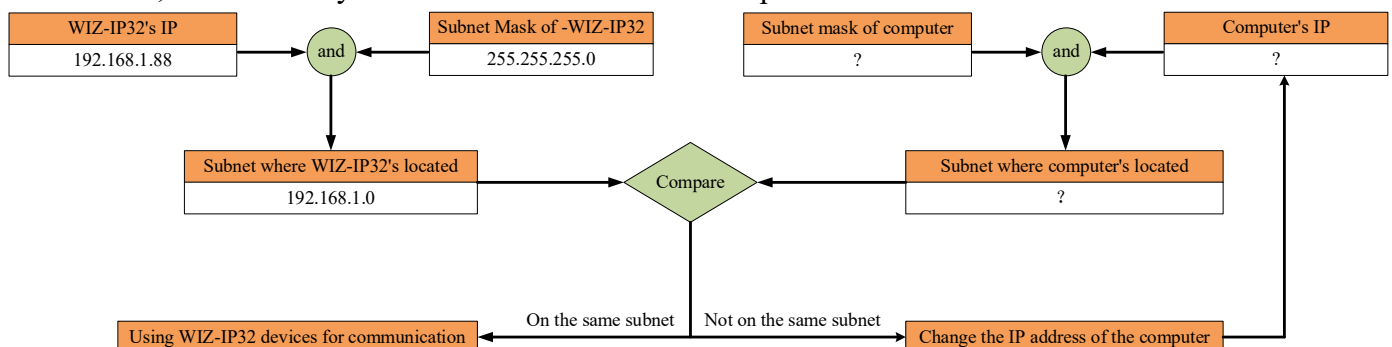 WIZ-IP32's IP
192.168.1.88
and
Subnet Mask of -WIZ-IP32
255.255.255.0
Subnet mask of computer
?
and
Computer's IP
?
Subnet where WIZ-IP32's located
192.168.1.0
Compare
Subnet where computer's located
?
On the same subnet
Not on the same subnet
Using WIZ-IP32 devices for communication
Change the IP address of the computer